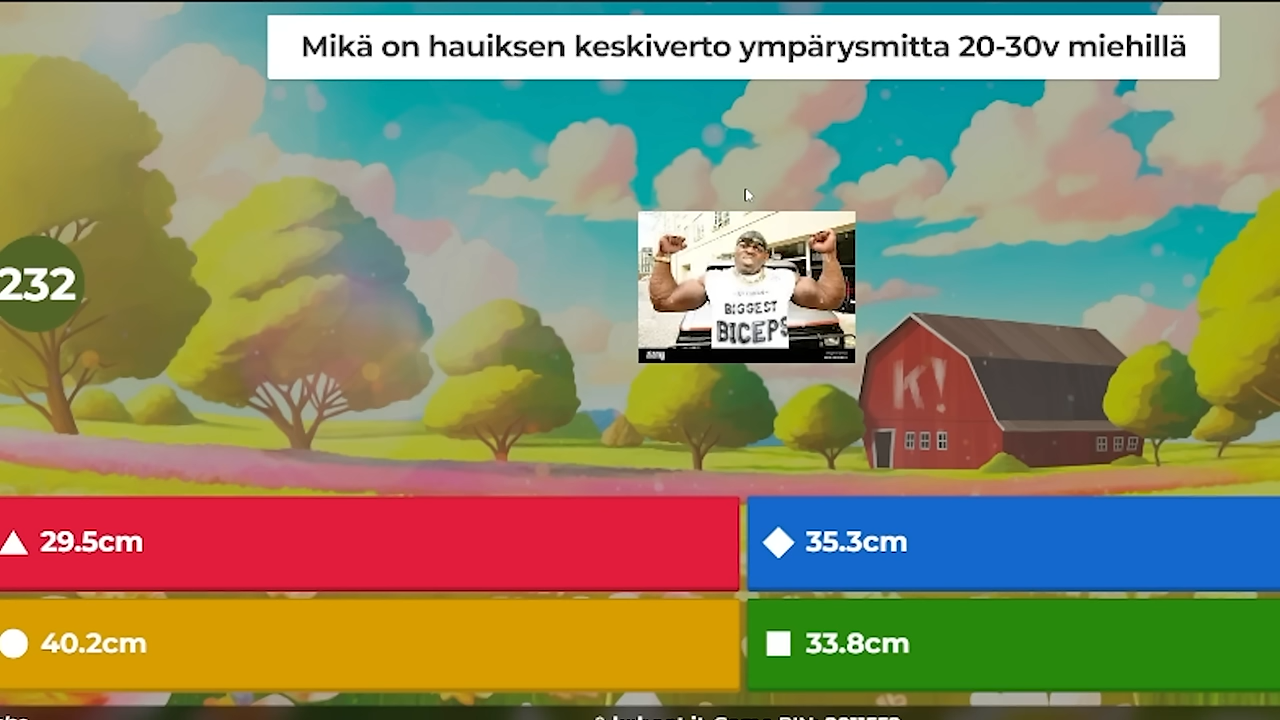 Mikä on hauiksen keskiverto ympärysmitta 20-30v miehillä
232
BIGGEST
BICEPS
K!
29.5cm
35.3cm
40.2cm
33.8cm